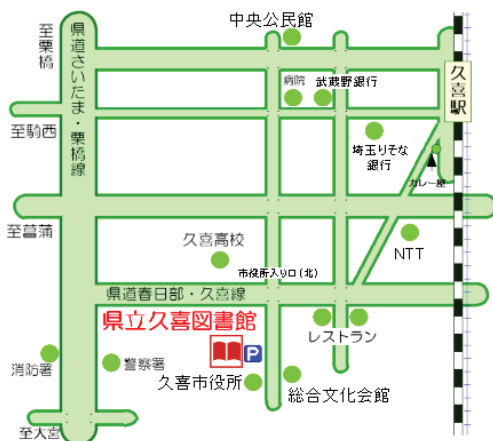 中央公民館
至栗橋
県道さいたま・栗橋線
病院
武蔵野銀行
久喜駅
至騎西
埼玉りそな
銀行
カレー屋
至菖蒲
久喜高校
NTT
市役所入り口(北)
県道春日部・久喜線
県立久喜図書館
レストラン
消防署
警察署
P
久喜市役所
総合文化会館
至大宮